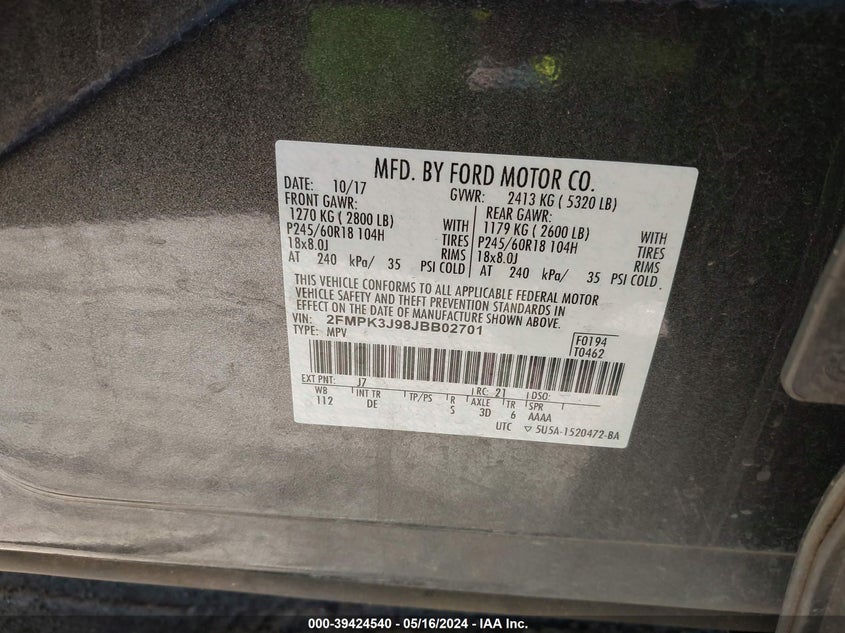 MFD. BY FORD MOTOR CO.
DATE: 10/17 GVWR: 2413 KG ( 5320 LB)
FRONT GAWR: REAR GAWR:
1270 KG ( 2800 LB) WITH 1179 KG ( 2600 LB) WITH
P245/60R18 104H TIRES P245/60R18 104H TIRES
18x8.0J RIMS 18x8.0J RIMS
AT 240 kPa/ 35 PSI COLD AT 240 kPa/ 35 PSI COLD
THIS VEHICLE CONFORMS TO ALL APPLICABLE FEDERAL MOTOR
VEHICLE SAFETY AND THEFT PREVENTION STANDARDS IN
EFFECT ON THE DATE OF MANUFACTURE SHOWN ABOVE.
VIN: 2FMPK3J98JBB02701
TYPE: MPV
F0194
T0462
EXT PNT: J7 RC: 21 DSO:
WB INT TR TP/PS R AXLE TR SPR
112 DE S 3D 6 AAAA
UTC ▽ 5U5A-1520472-BA
000-39424540 - 05/16/2024 - IAA Inc.